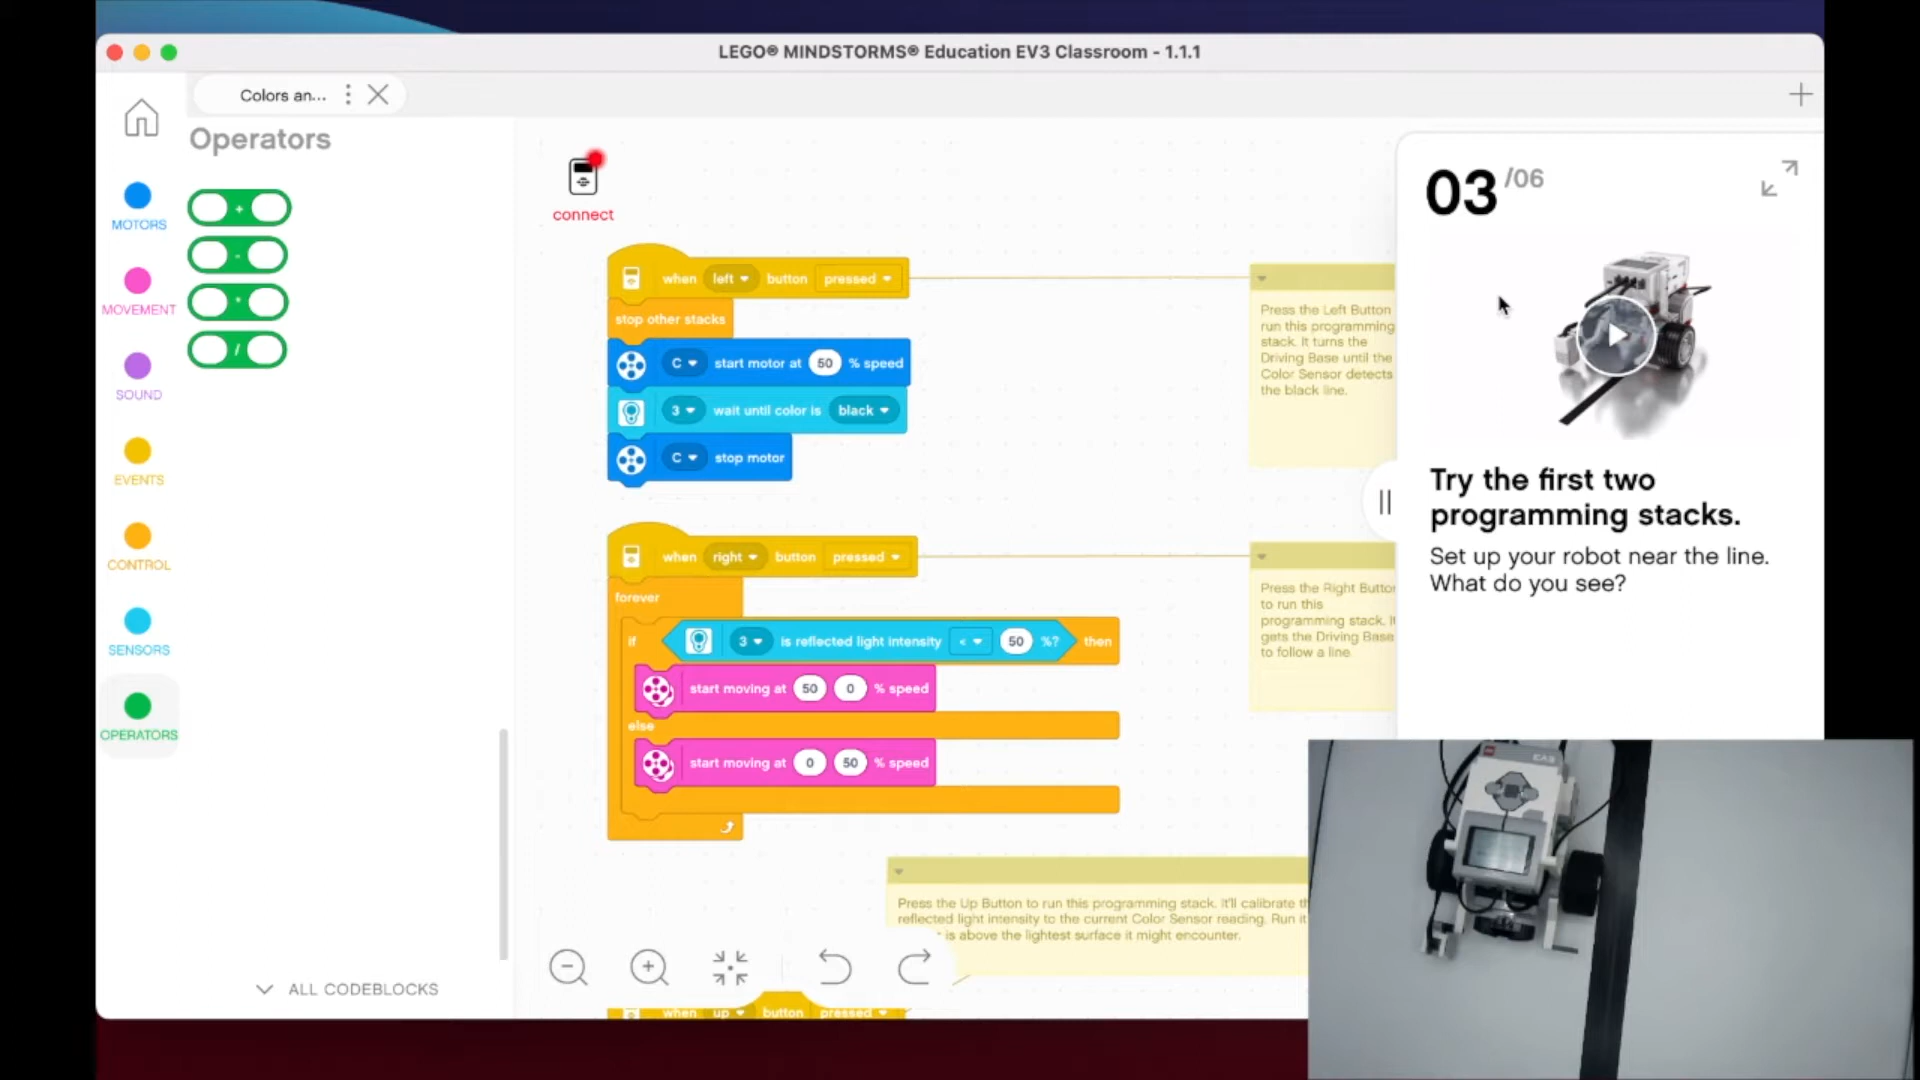 LEGO® MINDSTORMS® Education EV3 Classroom - 1.1.1
Colors an...
Operators
MOTORS
MOVEMENT
SOUND
EVENTS
CONTROL
SENSORS
OPERATORS
+
-
*
/
ALL CODEBLOCKS
connect
when left button pressed
stop other stacks
C start motor at 50 % speed
3 wait until color is black
C stop motor
Press the Left Button
run this programming
stack. It turns the
Driving Base until the
Color Sensor detects
the black line.
when right button pressed
forever
if 3 is reflected light intensity < 50 %? then
start moving at 50 0 % speed
else
start moving at 0 50 % speed
Press the Right Button
to run this
programming stack. It
gets the Driving Base
to follow a line
Press the Up Button to run this programming stack. It'll calibrate th
reflected light intensity to the current Color Sensor reading. Run it
is above the lightest surface it might encounter.
when up button pressed
03 /06
Try the first two
programming stacks.
Set up your robot near the line.
What do you see?
EV3